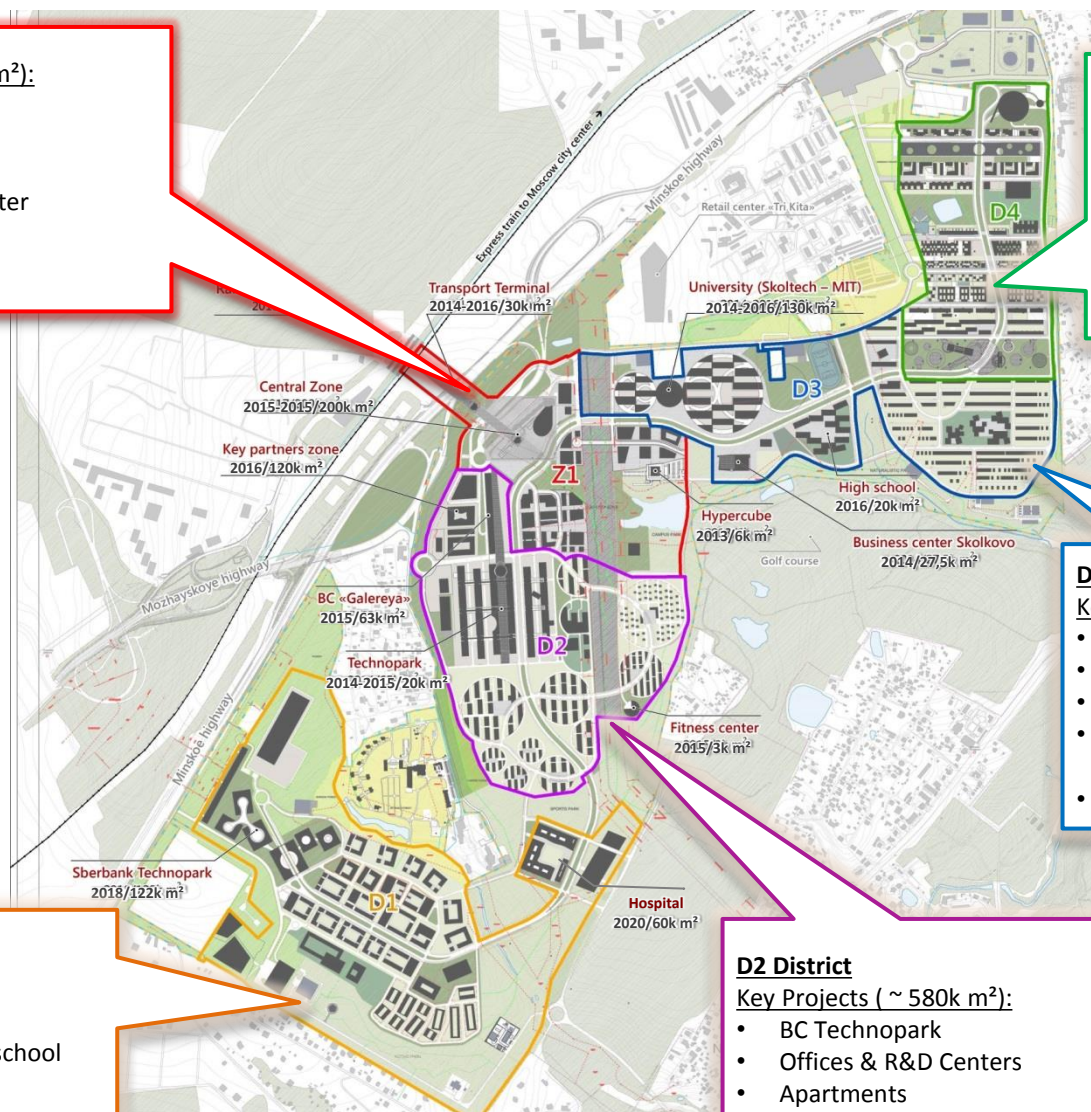 m²):
ter
Express train to Moscow city center
Minskoe highway
Retail center «Tri Kita»
D4
Transport Terminal
2014-2016/30k m²
University (Skoltech – MIT)
2014-2016/130k m²
D3
Central Zone
2015-2015/200k m²
Key partners zone
2016/120k m²
Z1
High school
2016/20k m²
Hypercube
2013/6k m²
Business center Skolkovo
2014/27,5k m²
Golf course
Mozhayskoye highway
BC «Galereya»
2015/63k m²
D2
Technopark
2014-2015/20k m²
Fitness center
2015/3k m²
Minskoe highway
SPORTS PARK
Sberbank Technopark
2018/122k m²
D1
Hospital
2020/60k m²
D
K
•
•
•
•
•
school
D2 District
Key Projects ( ~ 580k m²):
• BC Technopark
• Offices & R&D Centers
• Apartments